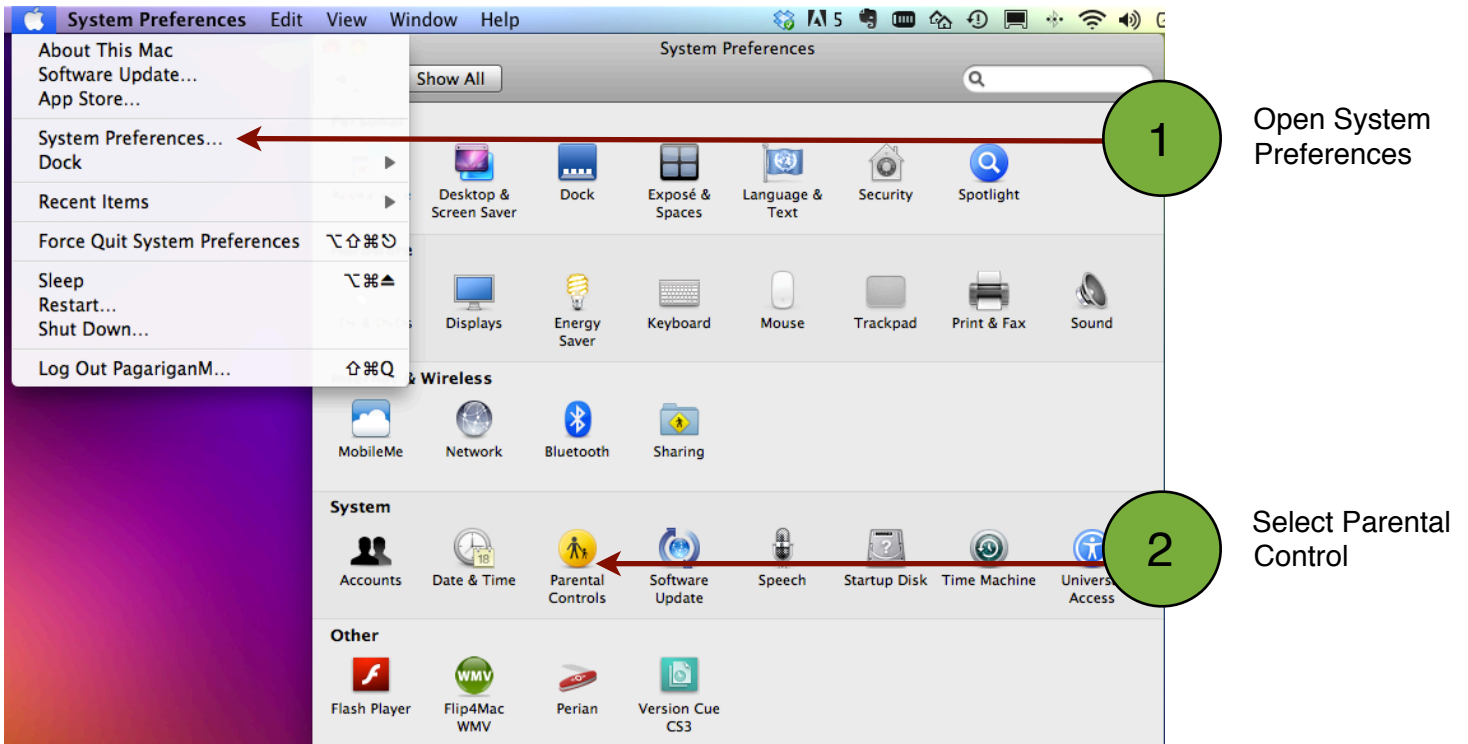 System Preferences Edit View Window Help 5
About This Mac
Software Update...
App Store...
System Preferences...
Dock
Recent Items
Force Quit System Preferences ⌥⇧⌘⎋
Sleep ⌥⌘⏏
Restart...
Shut Down...
Log Out PagariganM... ⇧⌘Q
System Preferences
Show All
Desktop & Screen Saver
Dock
Exposé & Spaces
Language & Text
Security
Spotlight
Displays
Energy Saver
Keyboard
Mouse
Trackpad
Print & Fax
Sound
& Wireless
MobileMe
Network
Bluetooth
Sharing
System
Accounts
Date & Time
18
Parental Controls
Software Update
Speech
?
Startup Disk
Time Machine
Access
Other
Flash Player
WMV
Flip4Mac WMV
Perian
Version Cue CS3
1
Open System
Preferences
2
Select Parental
Control